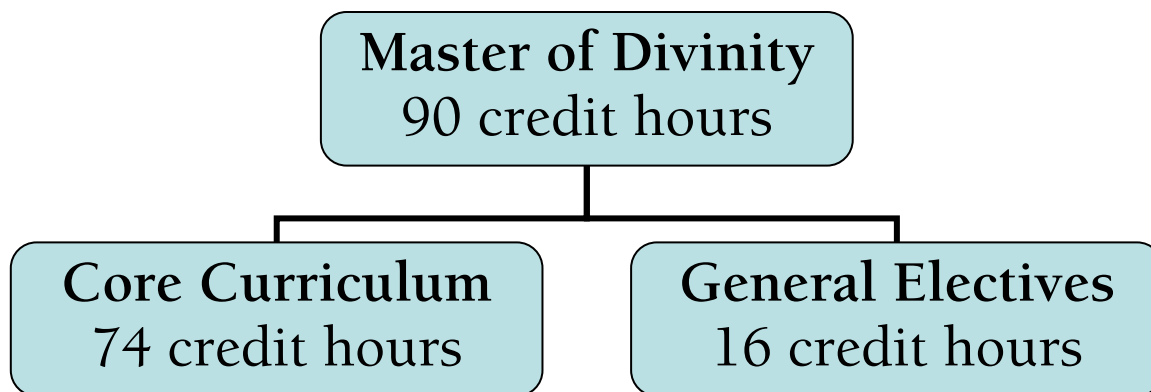 Master of Divinity
90 credit hours
Core Curriculum
74 credit hours
General Electives
16 credit hours